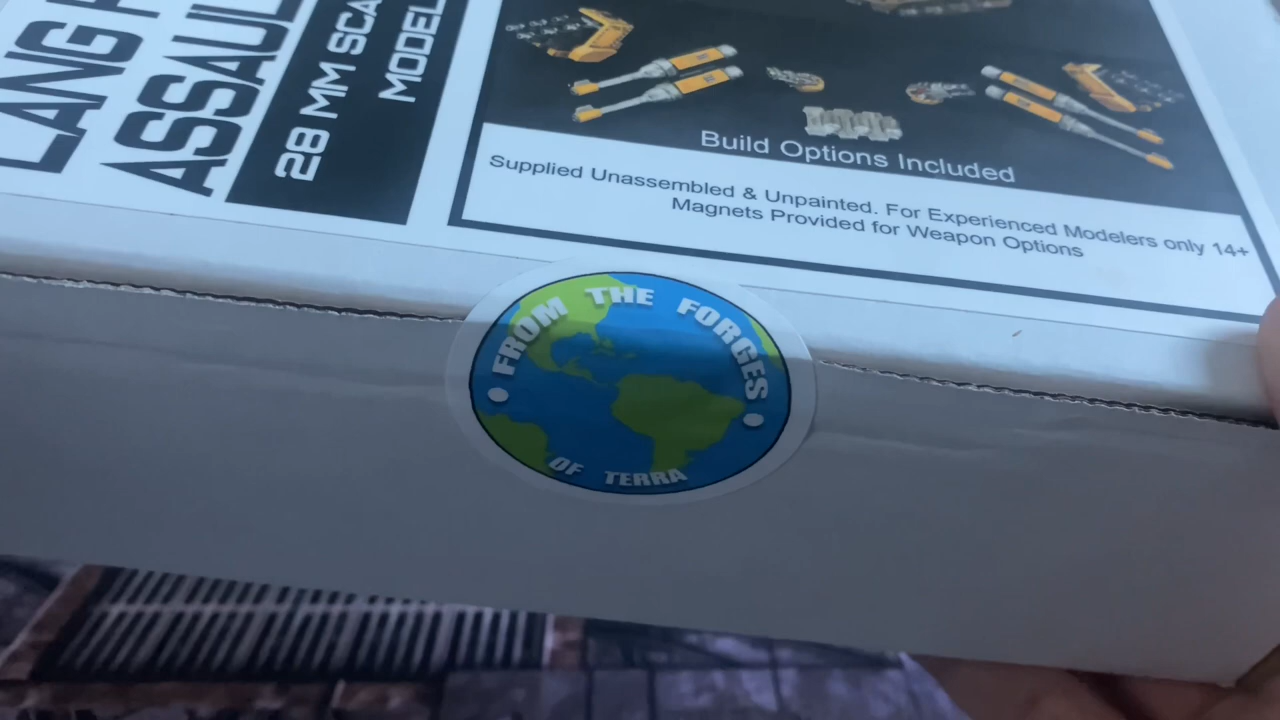 LANG
ASSAUL
28 MM SCA
MODEL
Build Options Included
Supplied Unassembled & Unpainted. For Experienced Modelers only 14+
Magnets Provided for Weapon Options
FROM THE FORGES
OF TERRA